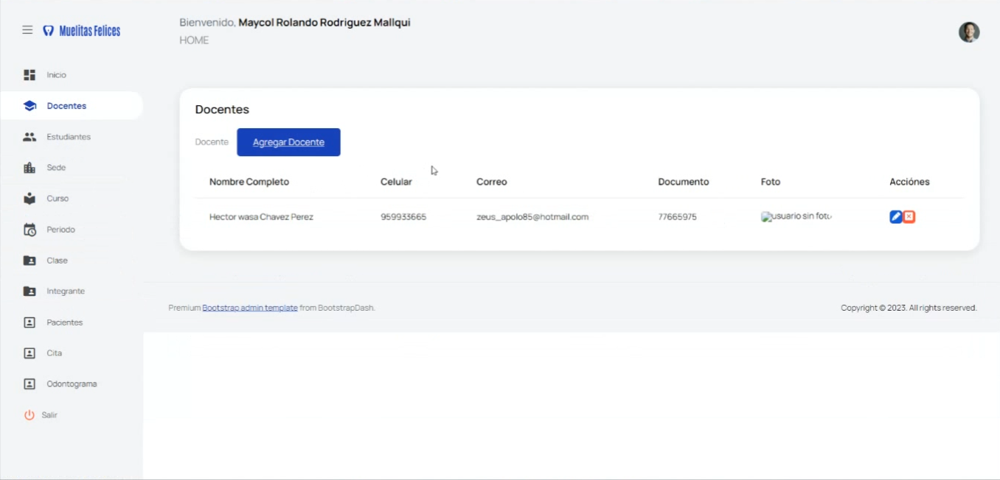 Muelitas Felices
Bienvenido, Maycol Rolando Rodriguez Mallqui
HOME
Inicio
Docentes
Estudiantes
Sede
Curso
Periodo
Clase
Integrante
Pacientes
Cita
Odontograma
Salir
Docentes
Docente Agregar Docente
Nombre Completo Celular Correo Documento Foto Acciónes
Hector wasa Chavez Perez 959933665 zeus_apolo85@hotmail.com 77665975 usuario sin foto
Premium Bootstrap admin template from BootstrapDash.
Copyright © 2023. All rights reserved.